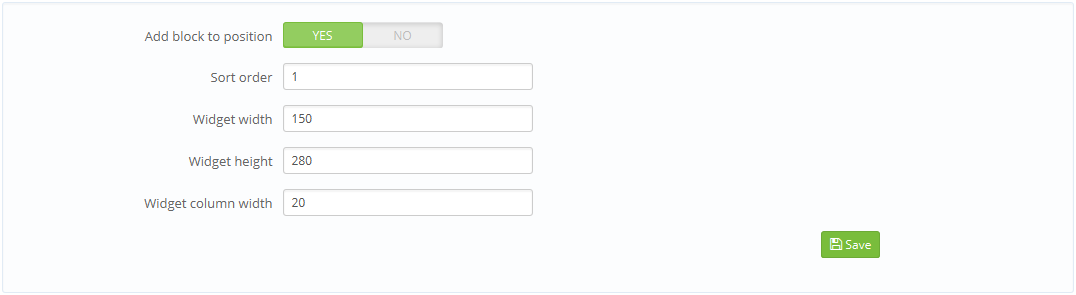 Add block to position YES NO
Sort order 1
Widget width 150
Widget height 280
Widget column width 20
Save